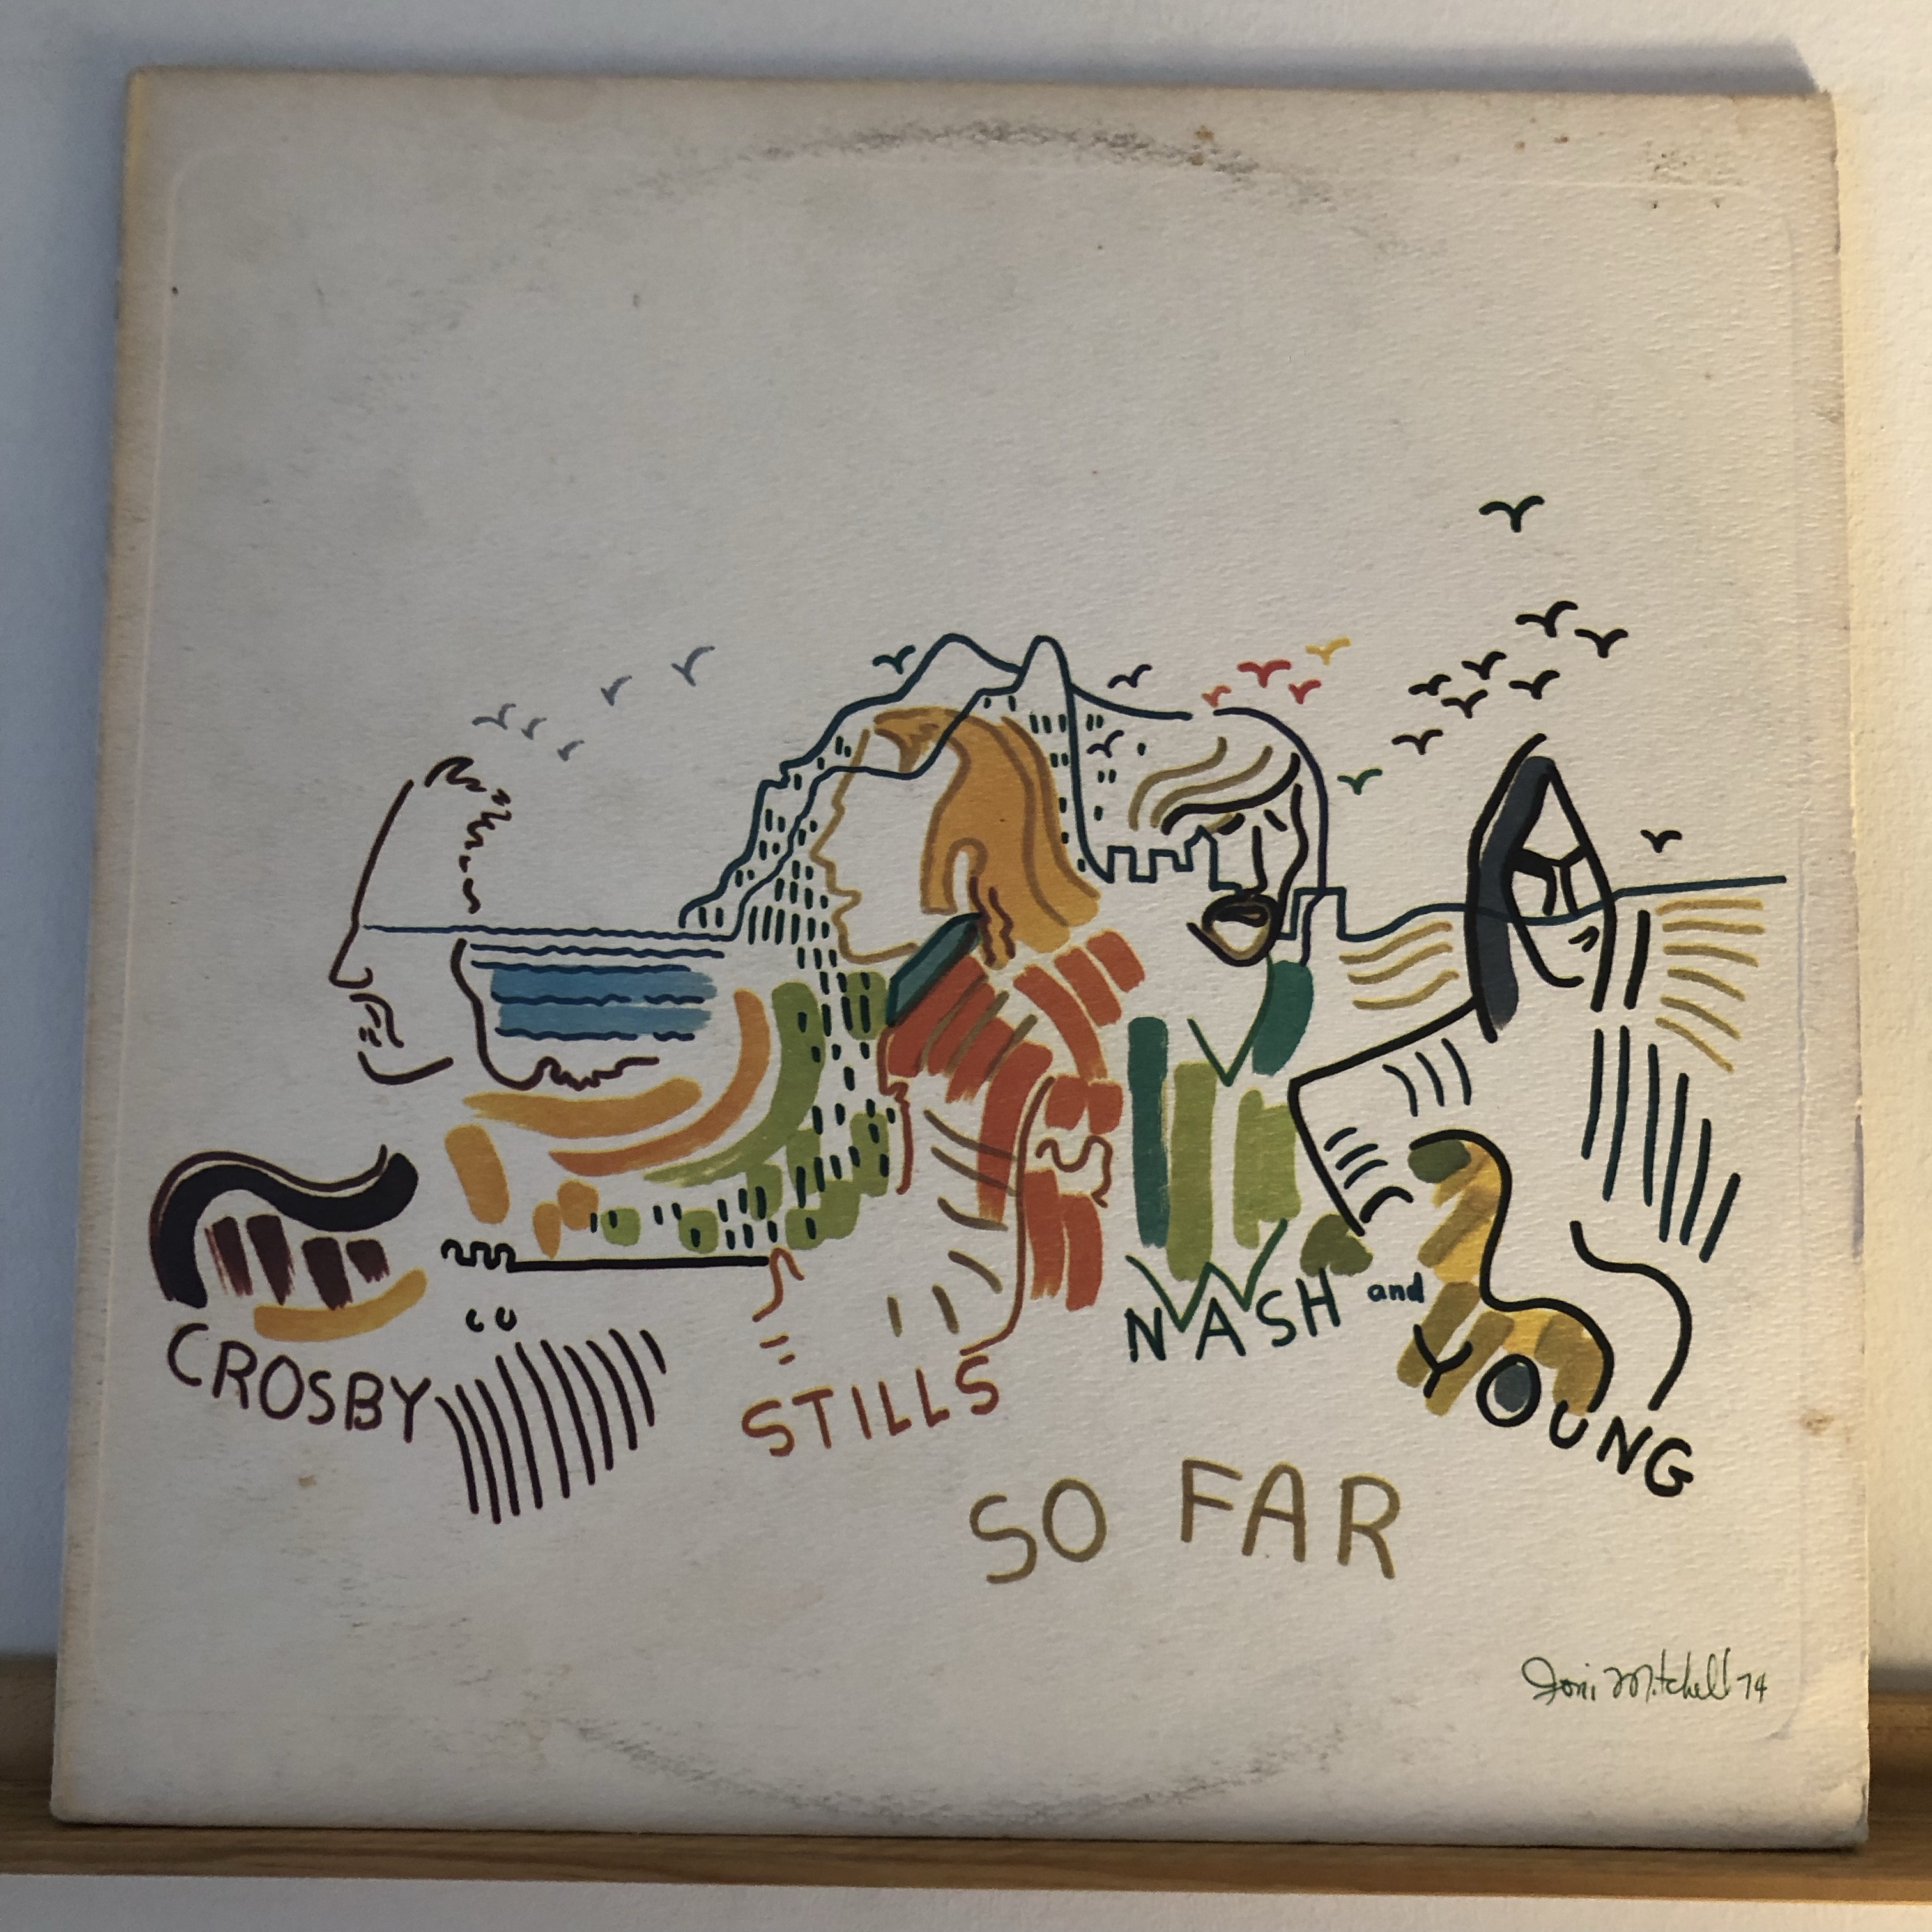 CROSBY
STILLS
NASH and
YOUNG
SO FAR
Joni Mitchell 74